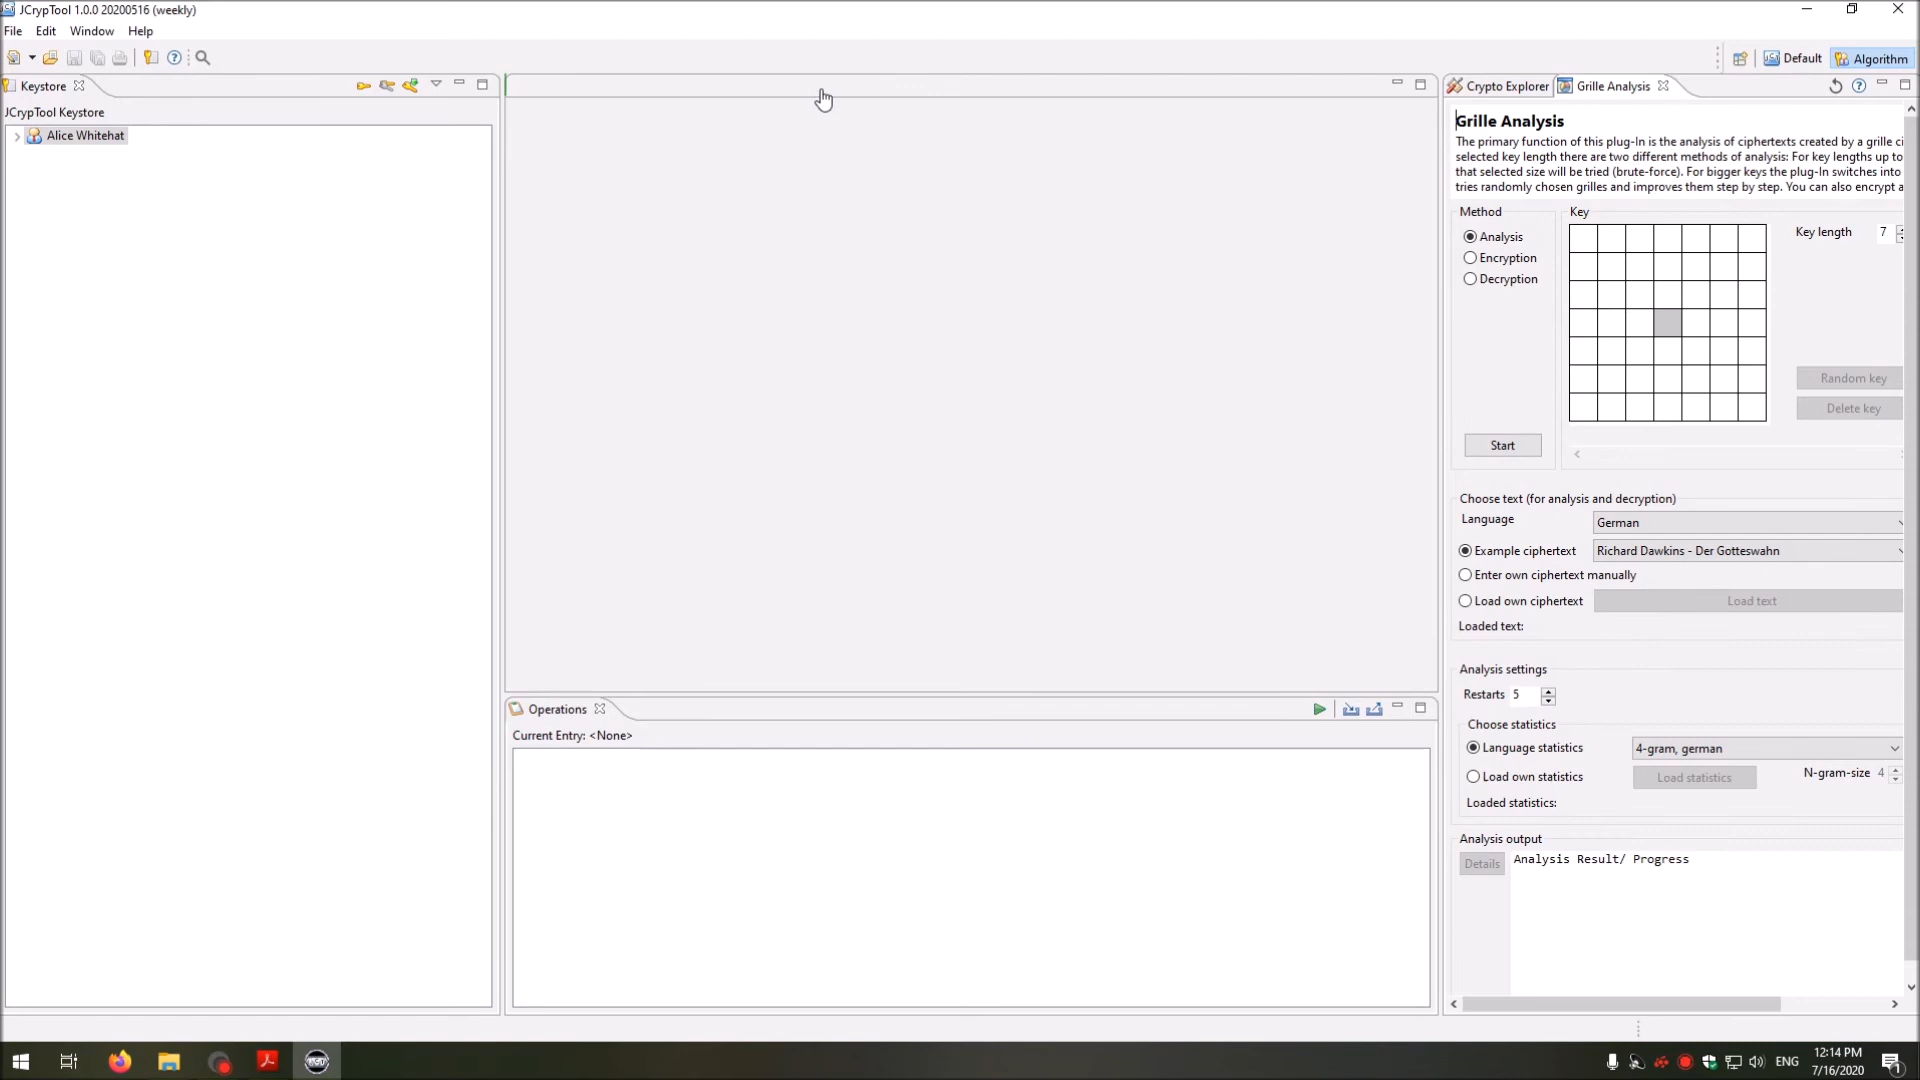 JCrypTool 1.0.0 20200516 (weekly)
File Edit Window Help
Default Algorithm
Keystore
JCrypTool Keystore
Alice Whitehat
Operations
Current Entry: <None>
Crypto Explorer Grille Analysis
Grille Analysis
The primary function of this plug-In is the analysis of ciphertexts created by a grille ci
selected key length there are two different methods of analysis: For key lengths up to
that selected size will be tried (brute-force). For bigger keys the plug-In switches into
tries randomly chosen grilles and improves them step by step. You can also encrypt a
Method
Analysis
Encryption
Decryption
Start
Key
Key length 7
Random key
Delete key
Choose text (for analysis and decryption)
Language German
Example ciphertext Richard Dawkins - Der Gotteswahn
Enter own ciphertext manually
Load own ciphertext Load text
Loaded text:
Analysis settings
Restarts 5
Choose statistics
Language statistics 4-gram, german
Load own statistics Load statistics N-gram-size 4
Loaded statistics:
Analysis output
Details Analysis Result/ Progress
ENG
12:14 PM
7/16/2020
1